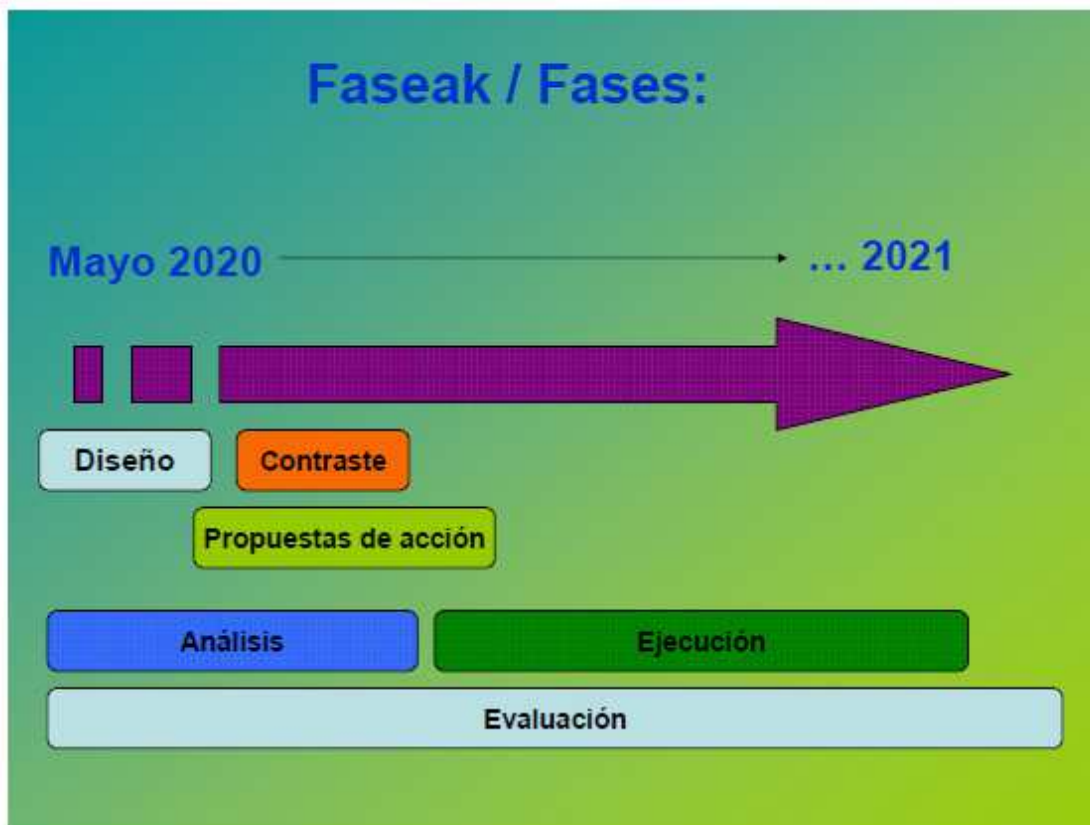 Faseak / Fases:
Mayo 2020
... 2021
Diseño
Contraste
Propuestas de acción
Análisis
Ejecución
Evaluación